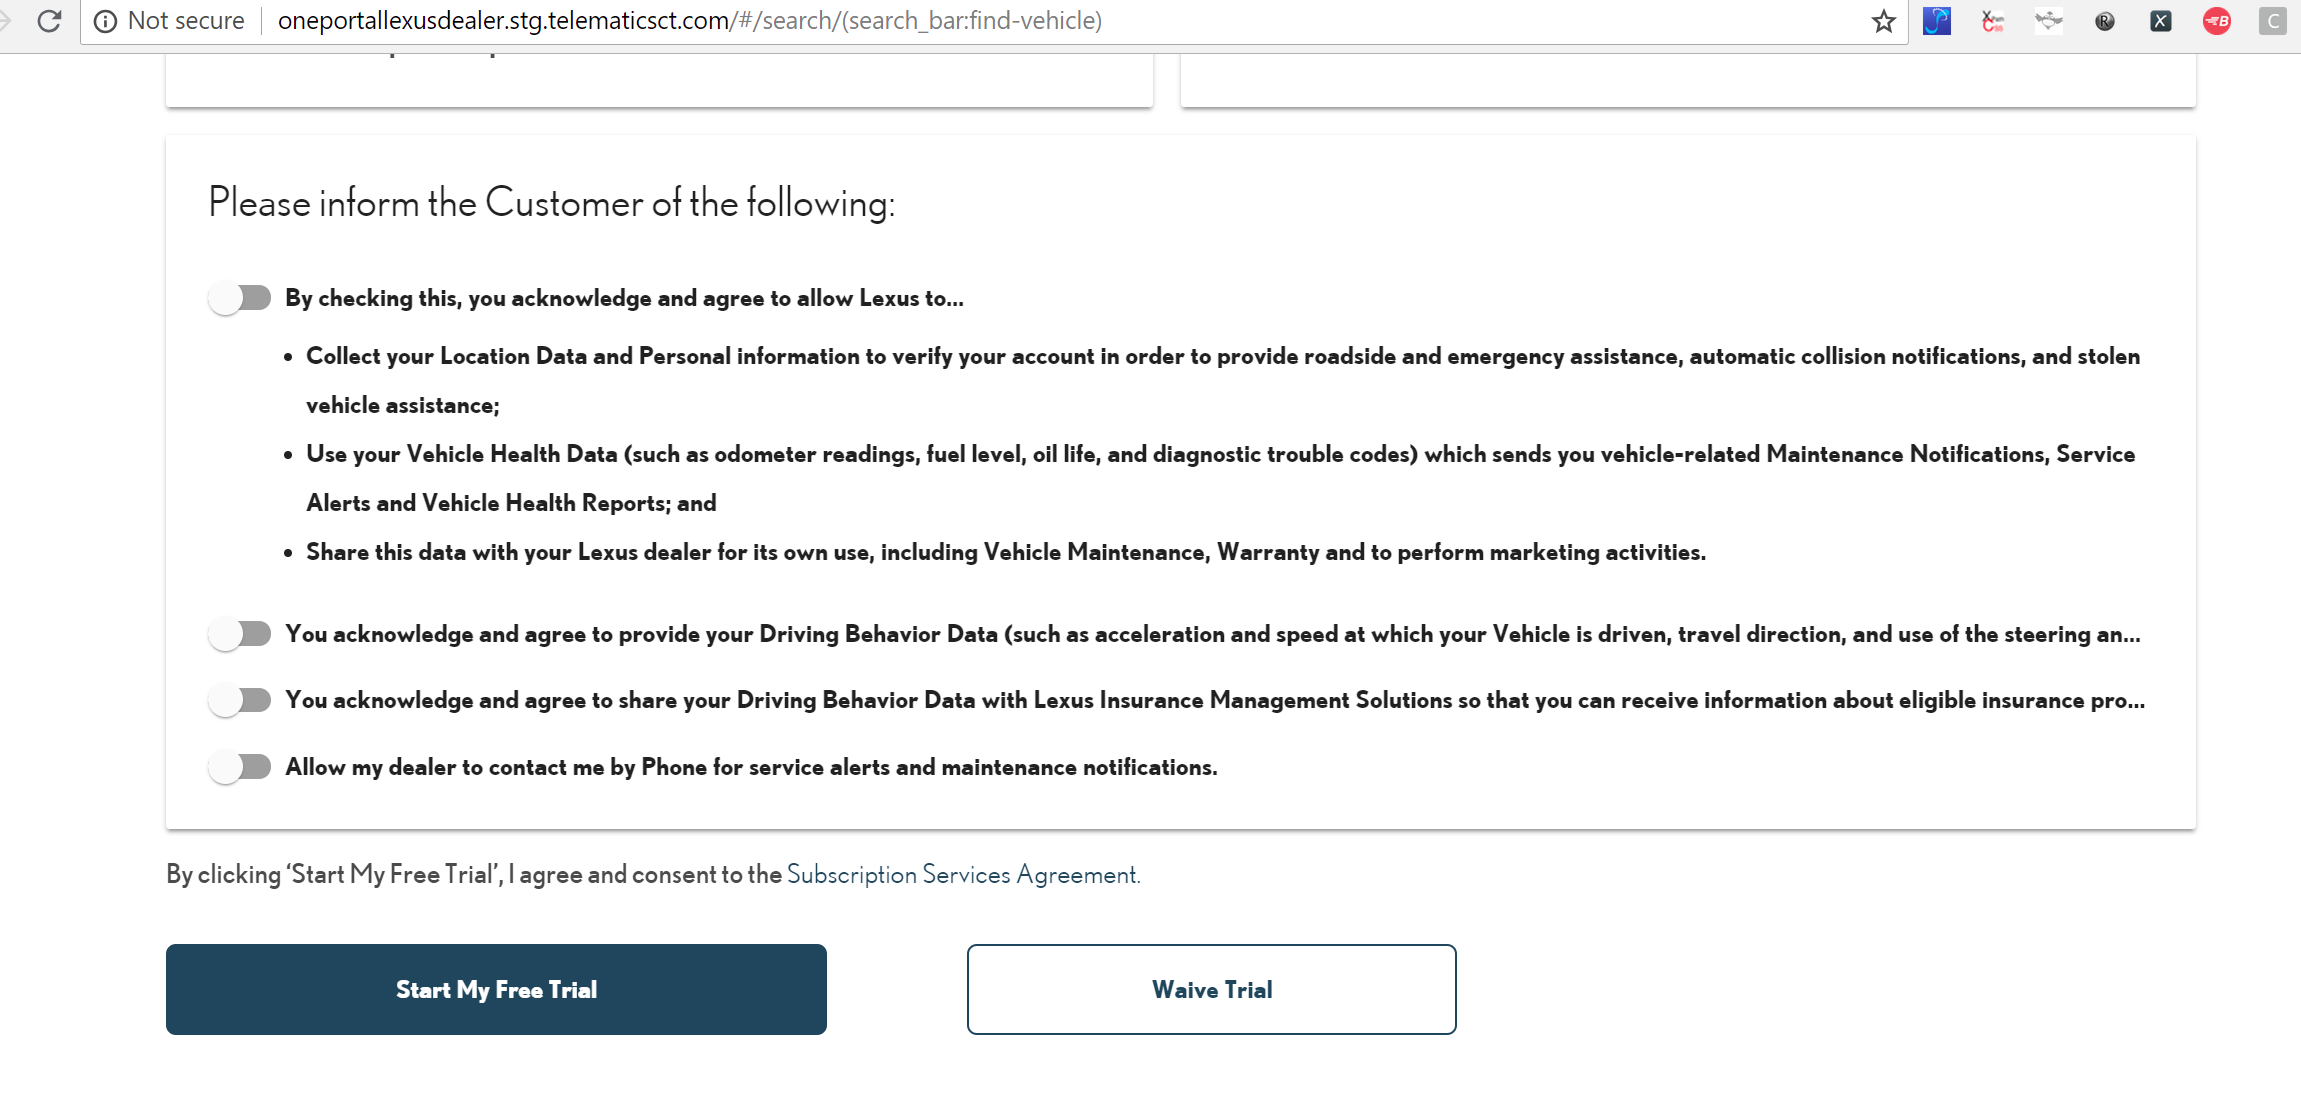 Not secure oneportallexusdealer.stg.telematicsct.com/#/search/(search_bar:find-vehicle)
Please inform the Customer of the following:
By checking this, you acknowledge and agree to allow Lexus to...
• Collect your Location Data and Personal information to verify your account in order to provide roadside and emergency assistance, automatic collision notifications, and stolen
vehicle assistance;
• Use your Vehicle Health Data (such as odometer readings, fuel level, oil life, and diagnostic trouble codes) which sends you vehicle-related Maintenance Notifications, Service
Alerts and Vehicle Health Reports; and
• Share this data with your Lexus dealer for its own use, including Vehicle Maintenance, Warranty and to perform marketing activities.
You acknowledge and agree to provide your Driving Behavior Data (such as acceleration and speed at which your Vehicle is driven, travel direction, and use of the steering an...
You acknowledge and agree to share your Driving Behavior Data with Lexus Insurance Management Solutions so that you can receive information about eligible insurance pro...
Allow my dealer to contact me by Phone for service alerts and maintenance notifications.
By clicking ‘Start My Free Trial’, I agree and consent to the Subscription Services Agreement.
Start My Free Trial
Waive Trial